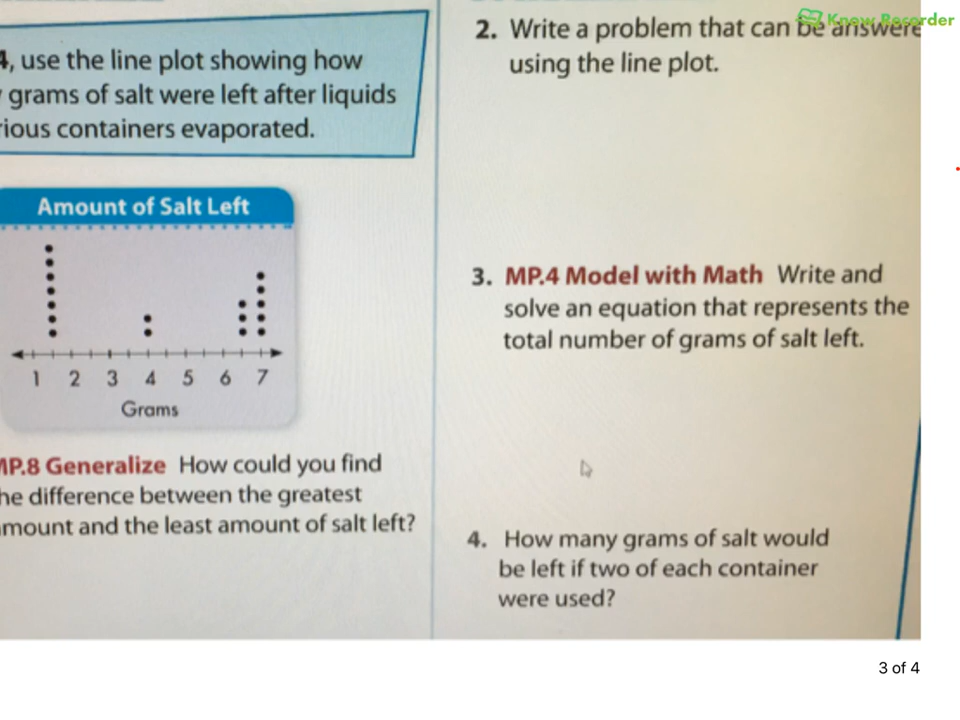 4, use the line plot showing how
grams of salt were left after liquids
rious containers evaporated.
Amount of Salt Left
1 2 3 4 5 6 7
Grams
MP.8 Generalize How could you find
he difference between the greatest
mount and the least amount of salt left?
2. Write a problem that can be answere
using the line plot.
3. MP.4 Model with Math Write and
solve an equation that represents the
total number of grams of salt left.
4. How many grams of salt would
be left if two of each container
were used?
Know Recorder
3 of 4